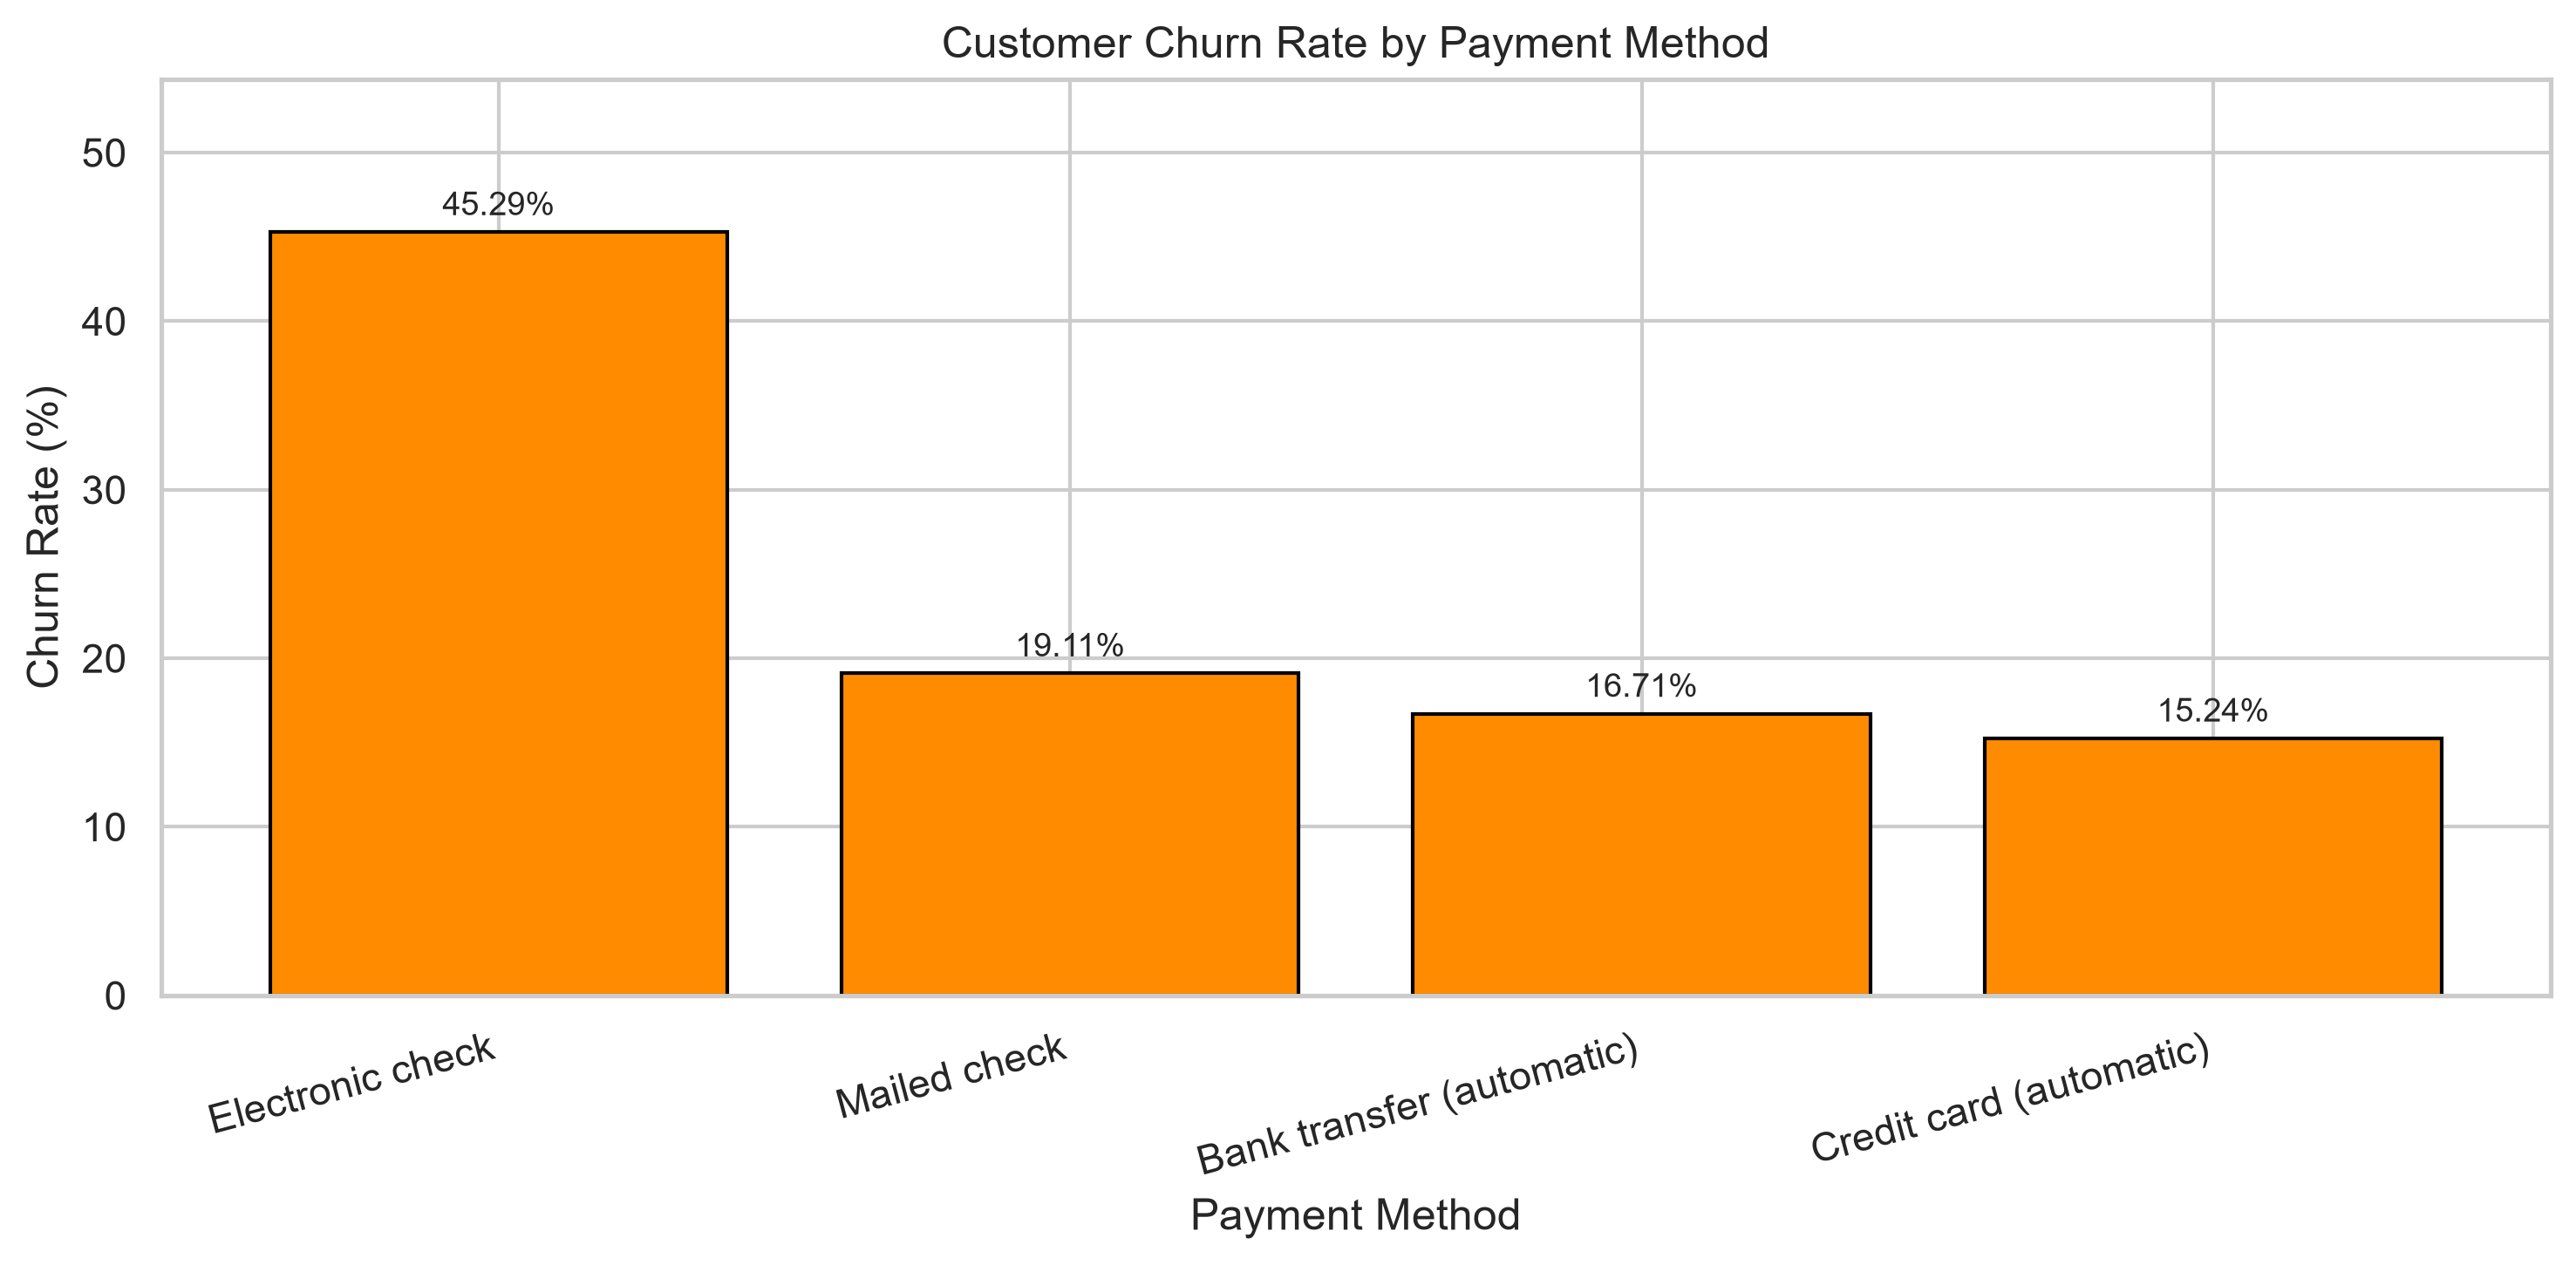 Customer Churn Rate by Payment Method
Churn Rate (%)
50
40
30
20
10
0
45.29%
19.11%
16.71%
15.24%
Electronic check
Mailed check
Bank transfer (automatic)
Credit card (automatic)
Payment Method